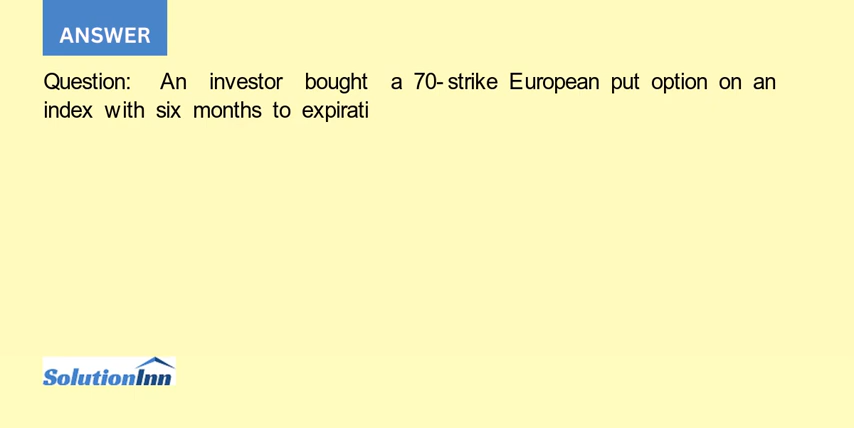 ANSWER
Question: An investor bought a 70- strike European put option on an
index with six months to expirati
SolutionInn